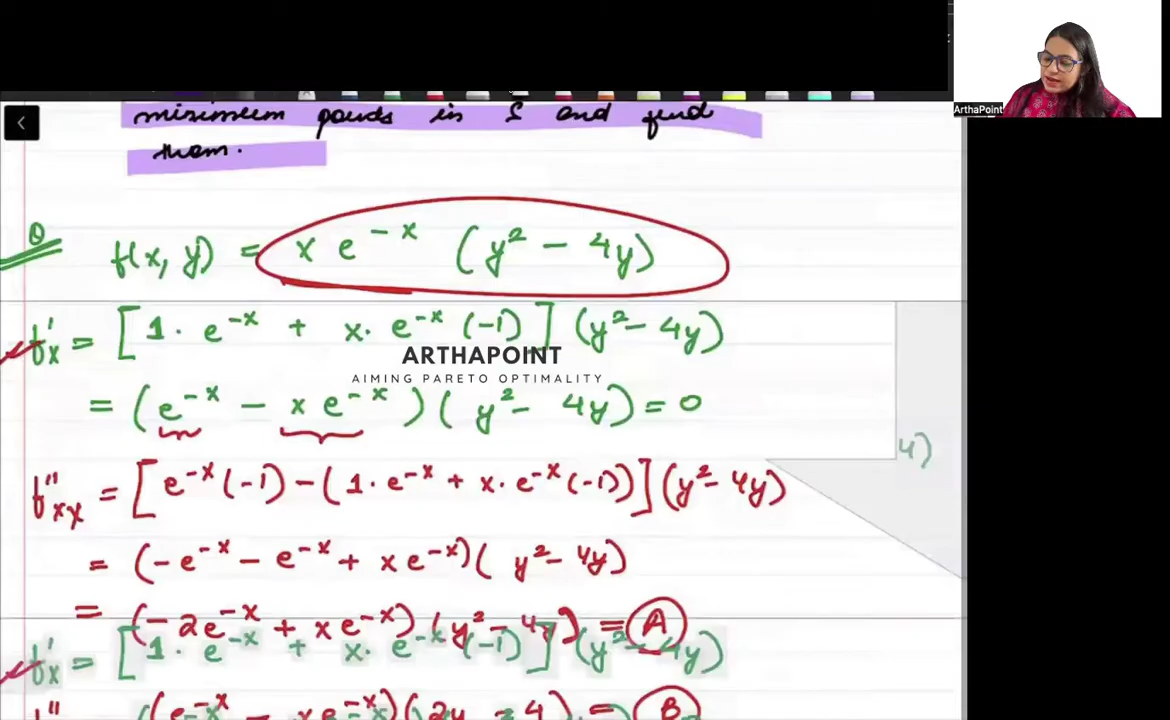 ArthaPoint
minimum points in S and find
them.
Q f(x, y) = x e^{-x} (y² - 4y)
f'x = [1· e^{-x} + x· e^{-x} (-1)] (y² - 4y)
ARTHAPOINT
AIMING PARETO OPTIMALITY
= (e^{-x} - x e^{-x}) (y² - 4y) = 0
4)
f''xx = [e^{-x}(-1) - (1·e^{-x} + x·e^{-x}(-1))] (y² - 4y)
= (-e^{-x} - e^{-x} + x e^{-x}) (y² - 4y)
= (-2e^{-x} + x e^{-x}) (y² - 4y) = A
f'x = [1· e^{-x} + x· e^{-x} (-1)] (y² - 4y)
(e^{-x} - x e^{-x})(2y - 4) = B